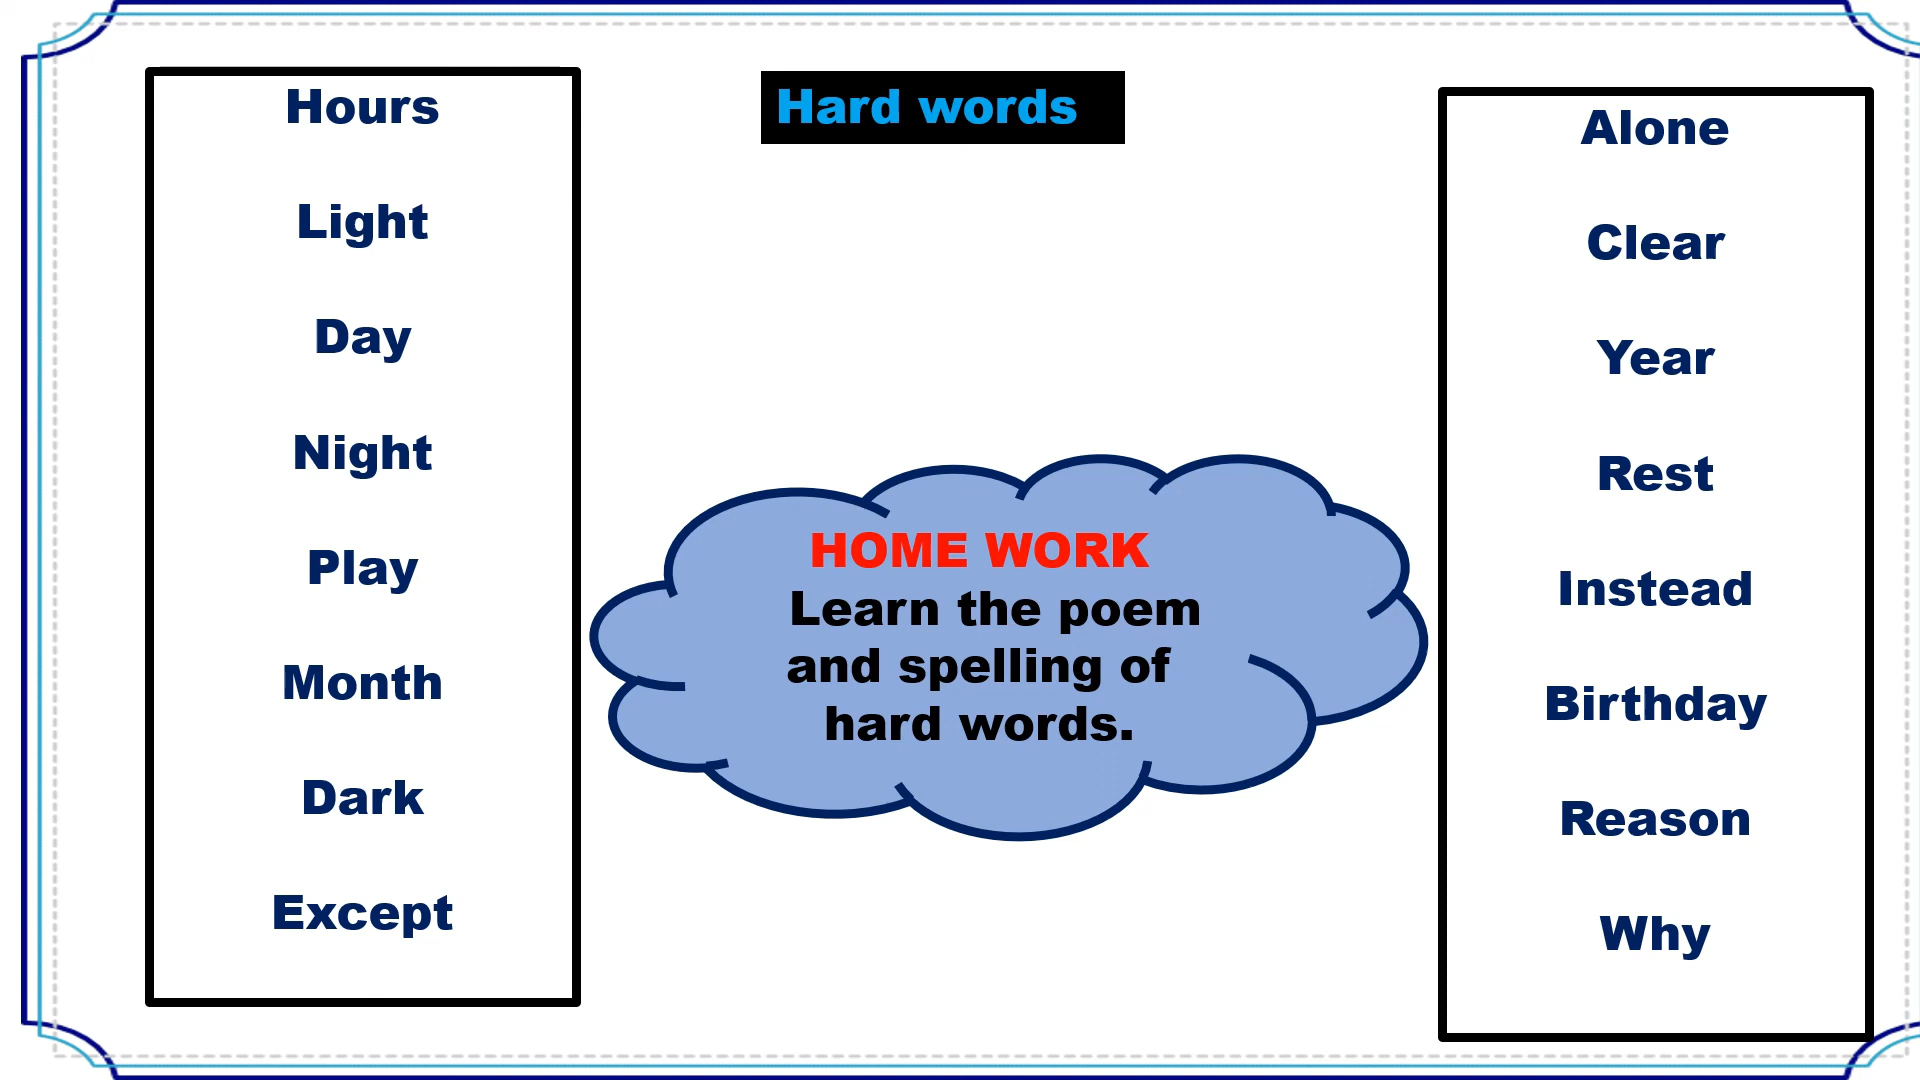 Hours
Light
Day
Night
Play
Month
Dark
Except
Hard words
HOME WORK
Learn the poem
and spelling of
hard words.
Alone
Clear
Year
Rest
Instead
Birthday
Reason
Why